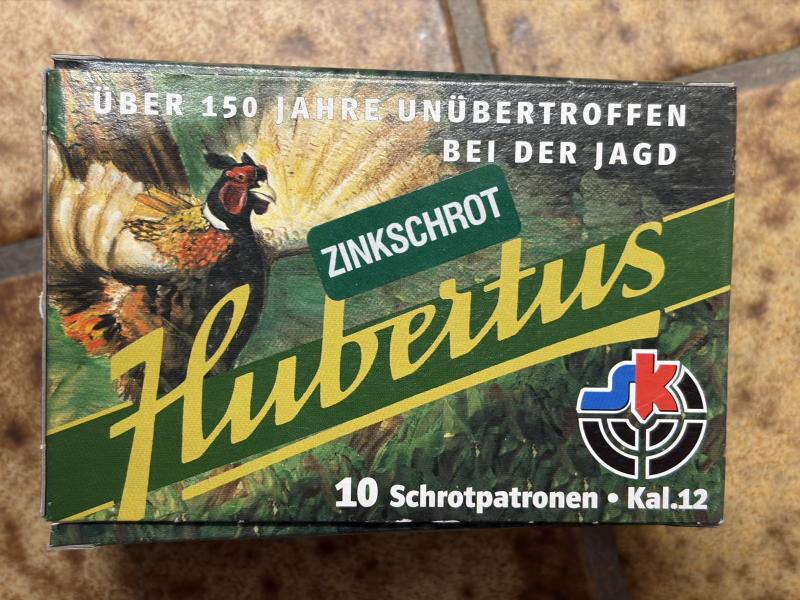 ÜBER 150 JAHRE UNÜBERTROFFEN
BEI DER JAGD
ZINKSCHROT
Hubertus
SK
10 Schrotpatronen • Kal.12